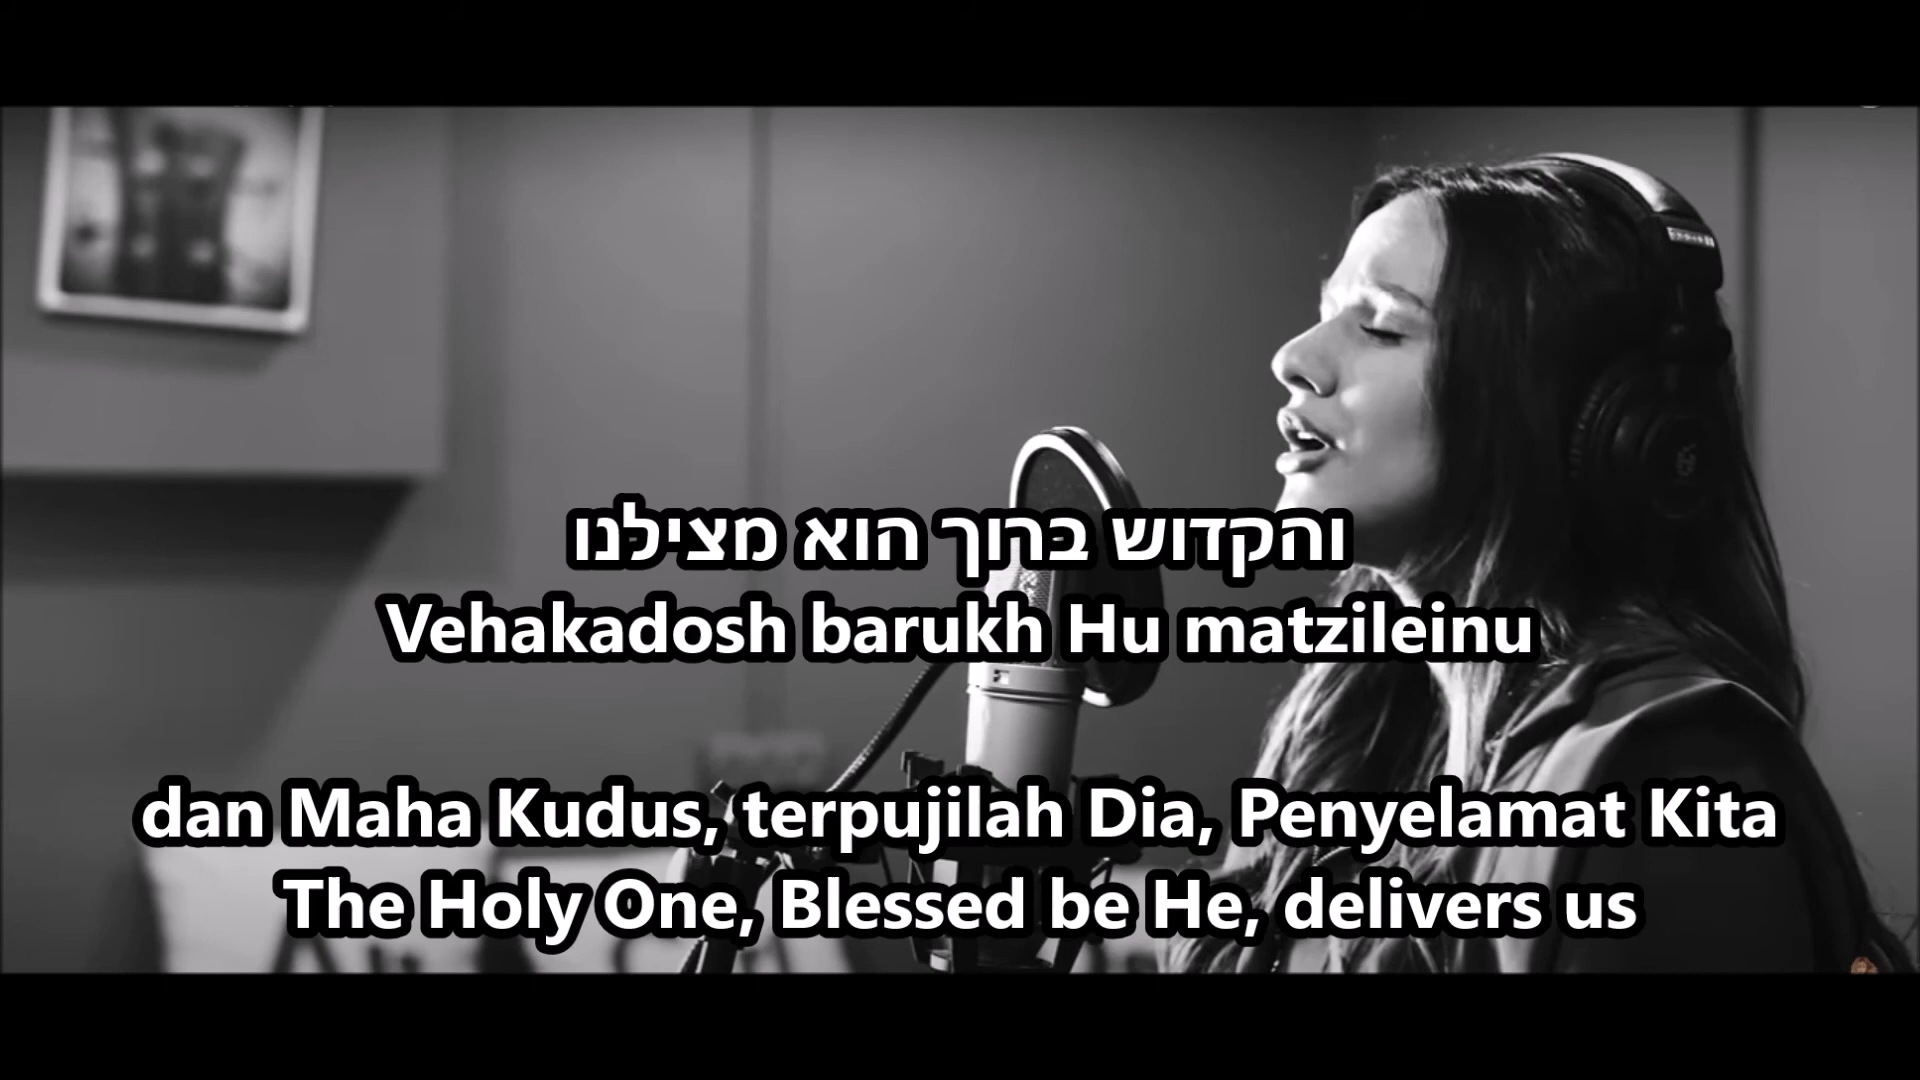 והקדוש ברוך הוא מצילנו
Vehakadosh barukh Hu matzileinu
dan Maha Kudus, terpujilah Dia, Penyelamat Kita
The Holy One, Blessed be He, delivers us